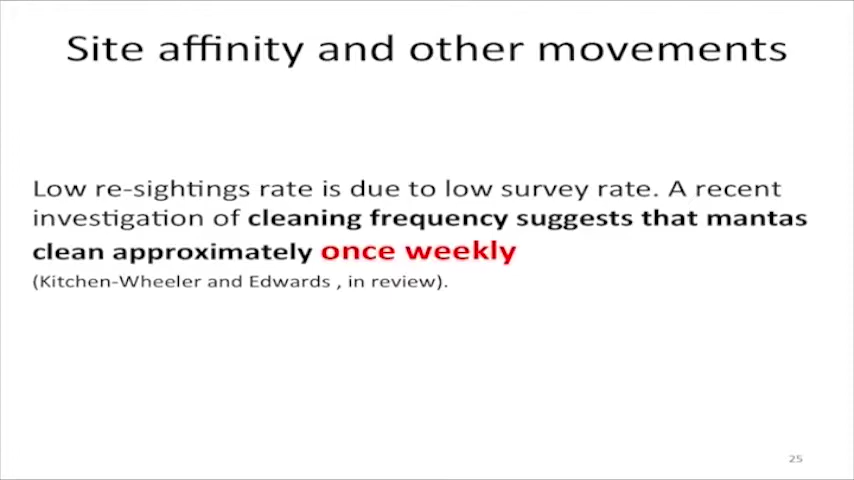 Site affinity and other movements
Low re-sightings rate is due to low survey rate. A recent
investigation of cleaning frequency suggests that mantas
clean approximately once weekly
(Kitchen-Wheeler and Edwards , in review).
25